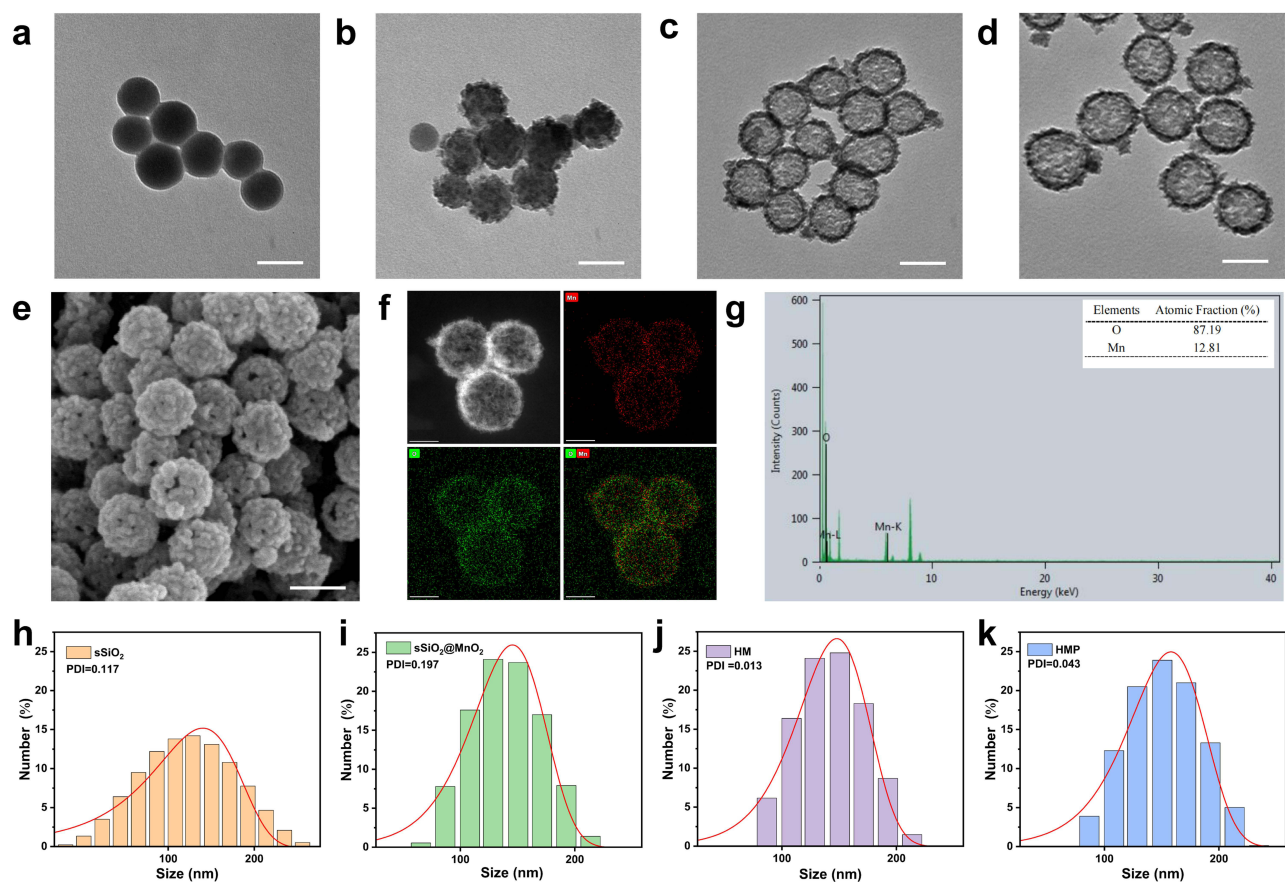 a
b
c
d
e
f
Mn
O
O Mn
g
600
500
400
300
200
100
0
Intensity (Counts)
O
Mn-L
Mn-K
0
10
20
30
40
Energy (keV)
Elements Atomic Fraction (%)
O 87.19
Mn 12.81
h
sSiO₂
PDI=0.117
25
20
15
10
5
0
Number (%)
100 200
Size (nm)
i
sSiO₂@MnO₂
PDI=0.197
25
20
15
10
5
0
Number (%)
100 200
Size (nm)
j
HM
PDI =0.013
25
20
15
10
5
0
Number (%)
100 200
Size (nm)
k
HMP
PDI=0.043
25
20
15
10
5
0
Number (%)
100 200
Size (nm)